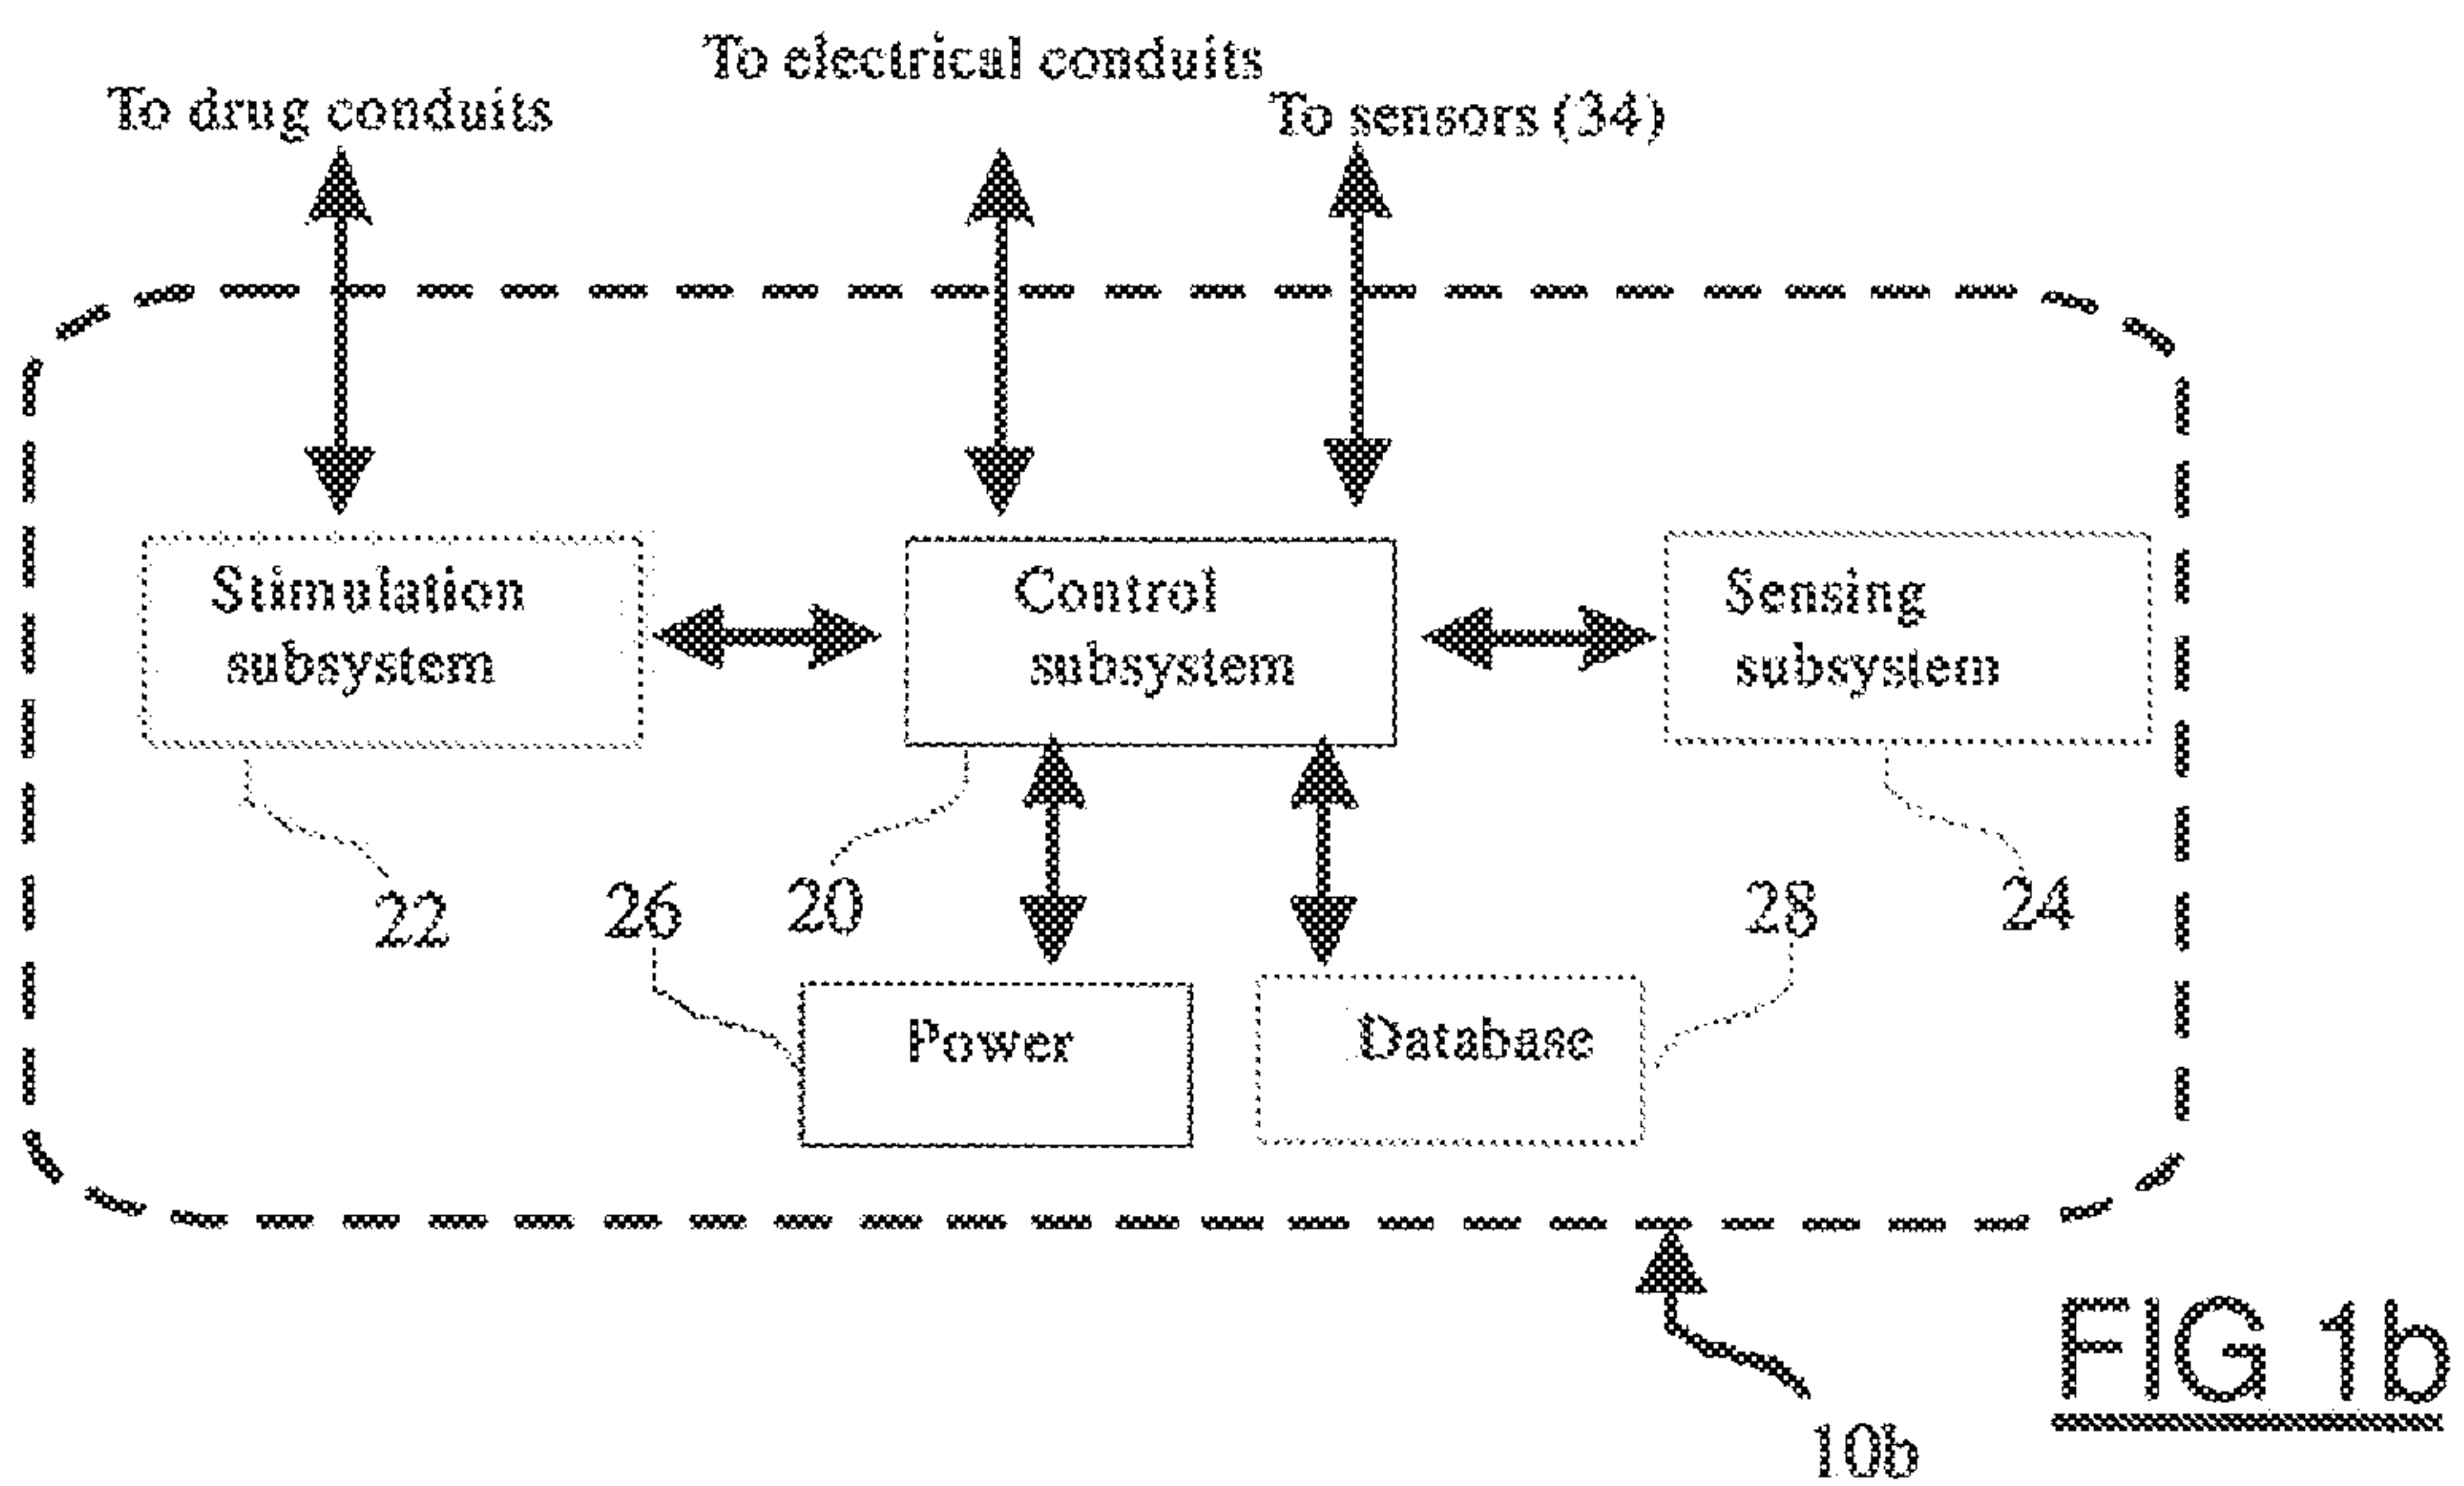 To electrical conduits
To drug conduits
To sensors (34)
Stimulation
subsystem
Control
subsystem
Sensing
subsystem
22
26
20
28
24
Power
Database
FIG 1b
10b